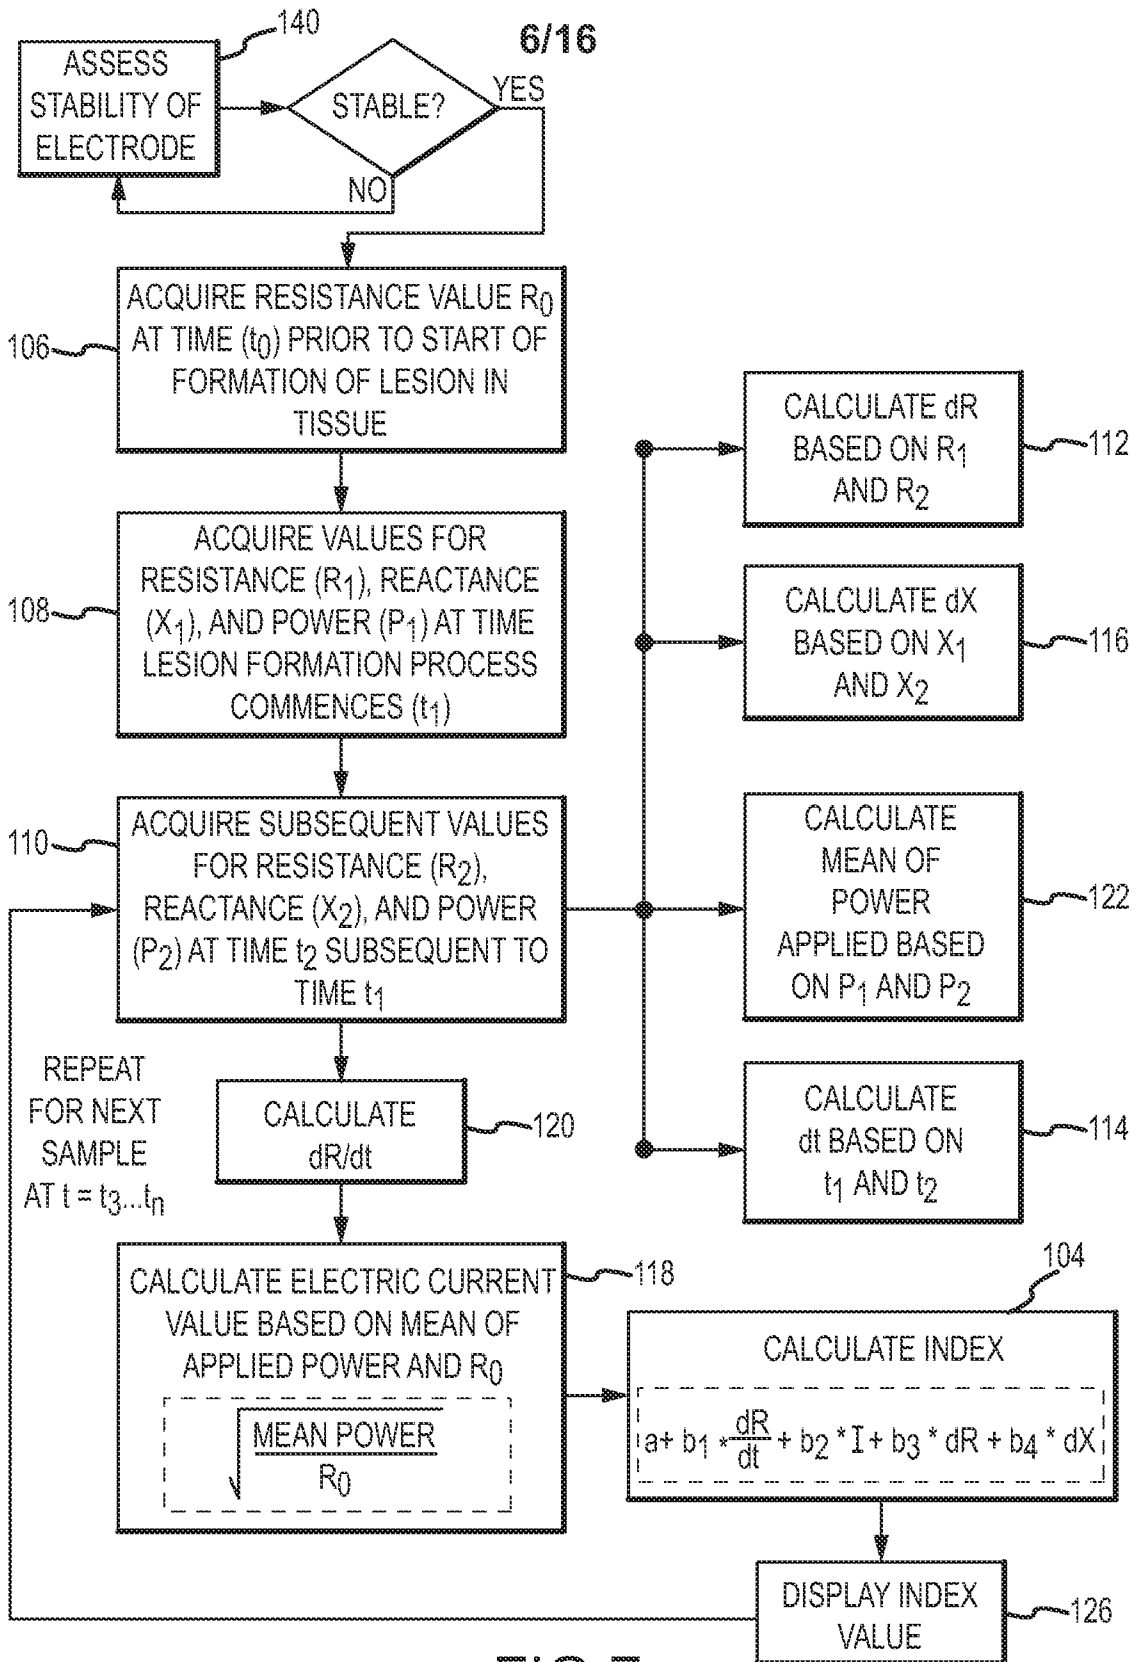 6/16
140
ASSESS
STABILITY OF
ELECTRODE
STABLE?
YES
NO
106
ACQUIRE RESISTANCE VALUE R0
AT TIME (t0) PRIOR TO START OF
FORMATION OF LESION IN
TISSUE
108
ACQUIRE VALUES FOR
RESISTANCE (R1), REACTANCE
(X1), AND POWER (P1) AT TIME
LESION FORMATION PROCESS
COMMENCES (t1)
110
ACQUIRE SUBSEQUENT VALUES
FOR RESISTANCE (R2),
REACTANCE (X2), AND POWER
(P2) AT TIME t2 SUBSEQUENT TO
TIME t1
CALCULATE dR
BASED ON R1
AND R2
112
CALCULATE dX
BASED ON X1
AND X2
116
CALCULATE
MEAN OF
POWER
APPLIED BASED
ON P1 AND P2
122
CALCULATE
dt BASED ON
t1 AND t2
114
REPEAT
FOR NEXT
SAMPLE
AT t = t3...tn
CALCULATE
dR/dt
120
CALCULATE ELECTRIC CURRENT
VALUE BASED ON MEAN OF
APPLIED POWER AND R0
√ MEAN POWER
R0
118
104
CALCULATE INDEX
a+ b1 * dR/dt + b2 * I + b3 * dR + b4 * dX
DISPLAY INDEX
VALUE
126